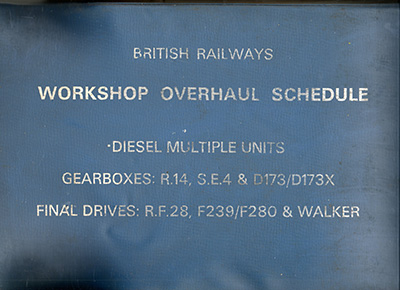 BRITISH RAILWAYS
WORKSHOP OVERHAUL SCHEDULE
DIESEL MULTIPLE UNITS
GEARBOXES: R.14, S.E.4 & D173/D173X
FINAL DRIVES: R.F.28, F239/F280 & WALKER